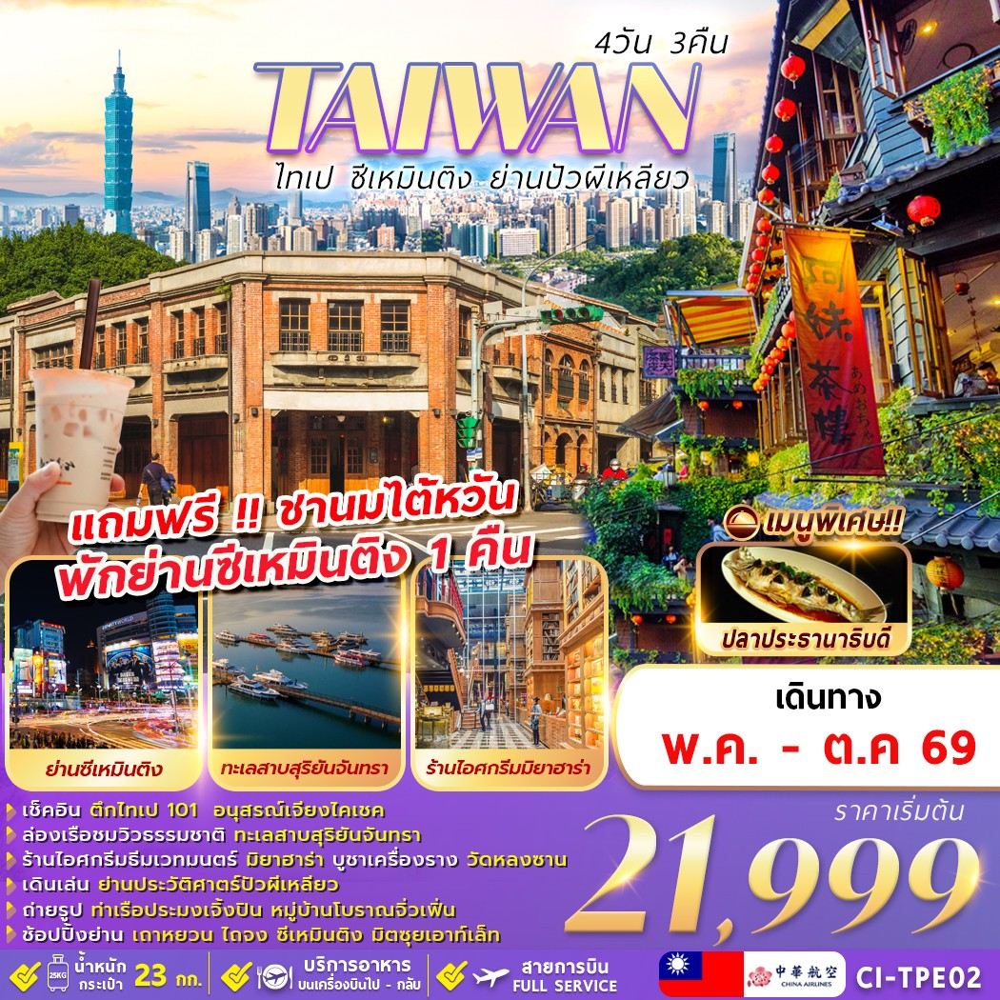 4วัน 3คืน
TAIWAN
ไทเป ซีเหมินติง ย่านปัวผีเหลียว
阿妹茶樓
あめおちゃ
แถมฟรี !! ชานมไต้หวัน
พักย่านซีเหมินติง 1 คืน
เมนูพิเศษ!!
ปลาประธานาธิบดี
ย่านซีเหมินติง
ทะเลสาบสุริยันจันทรา
ร้านไอศกรีมมิยาฮาร่า
เดินทาง
พ.ค. - ต.ค 69
เช็คอิน ตึกไทเป 101 อนุสรณ์เจียงไคเชค
ล่องเรือชมวิวธรรมชาติ ทะเลสาบสุริยันจันทรา
ร้านไอศกรีมธีมเวทมนตร์ มิยาฮาร่า บูชาเครื่องราง วัดหลงซาน
เดินเล่น ย่านประวัติศาตร์ปัวผีเหลียว
ถ่ายรูป ท่าเรือประมงเจิ้งปิน หมู่บ้านโบราณจิ่วเฟิ่น
ช้อปปิ้งย่าน เถาหยวน ไถจง ซีเหมินติง มิตซุยเอาท์เล็ท
ราคาเริ่มต้น
21,999
25KG
น้ำหนัก
กระเป๋า 23 กก.
บริการอาหาร
บนเครื่องบินไป - กลับ
สายการบิน
FULL SERVICE
中華航空
CHINA AIRLINES
CI-TPE02